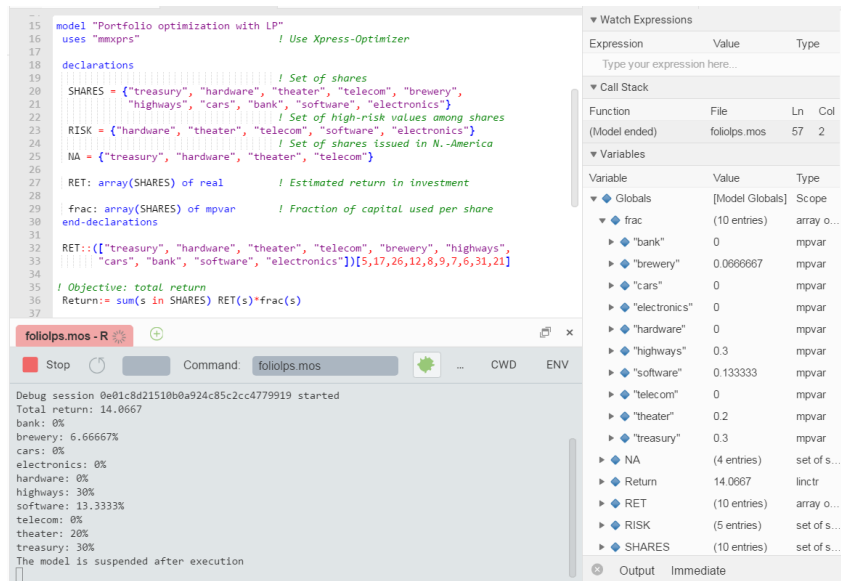 15 model "Portfolio optimization with LP"
16 uses "mmxprs" ! Use Xpress-Optimizer
17
18 declarations
19 ! Set of shares
20 SHARES = {"treasury", "hardware", "theater", "telecom", "brewery",
21 "highways", "cars", "bank", "software", "electronics"}
22 ! Set of high-risk values among shares
23 RISK = {"hardware", "theater", "telecom", "software", "electronics"}
24 ! Set of shares issued in N.-America
25 NA = {"treasury", "hardware", "theater", "telecom"}
26
27 RET: array(SHARES) of real ! Estimated return in investment
28
29 frac: array(SHARES) of mpvar ! Fraction of capital used per share
30 end-declarations
31
32 RET::(["treasury", "hardware", "theater", "telecom", "brewery", "highways",
33 "cars", "bank", "software", "electronics"])[5,17,26,12,8,9,7,6,31,21]
34
35 ! Objective: total return
36 Return:= sum(s in SHARES) RET(s)*frac(s)
37
foliolps.mos - R
×
Stop Command: foliolps.mos ... CWD ENV
Debug session 0e01c8d21510b0a924c85c2cc4779919 started
Total return: 14.0667
bank: 0%
brewery: 6.66667%
cars: 0%
electronics: 0%
hardware: 0%
highways: 30%
software: 13.3333%
telecom: 0%
theater: 20%
treasury: 30%
The model is suspended after execution
Watch Expressions
Expression Value Type
Type your expression here...
Call Stack
Function File Ln Col
(Model ended) foliolps.mos 57 2
Variables
Variable Value Type
Globals [Model Globals] Scope
frac (10 entries) array o...
"bank" 0 mpvar
"brewery" 0.0666667 mpvar
"cars" 0 mpvar
"electronics" 0 mpvar
"hardware" 0 mpvar
"highways" 0.3 mpvar
"software" 0.133333 mpvar
"telecom" 0 mpvar
"theater" 0.2 mpvar
"treasury" 0.3 mpvar
NA (4 entries) set of s...
Return 14.0667 linctr
RET (10 entries) array o...
RISK (5 entries) set of s...
SHARES (10 entries) set of s...
Output Immediate